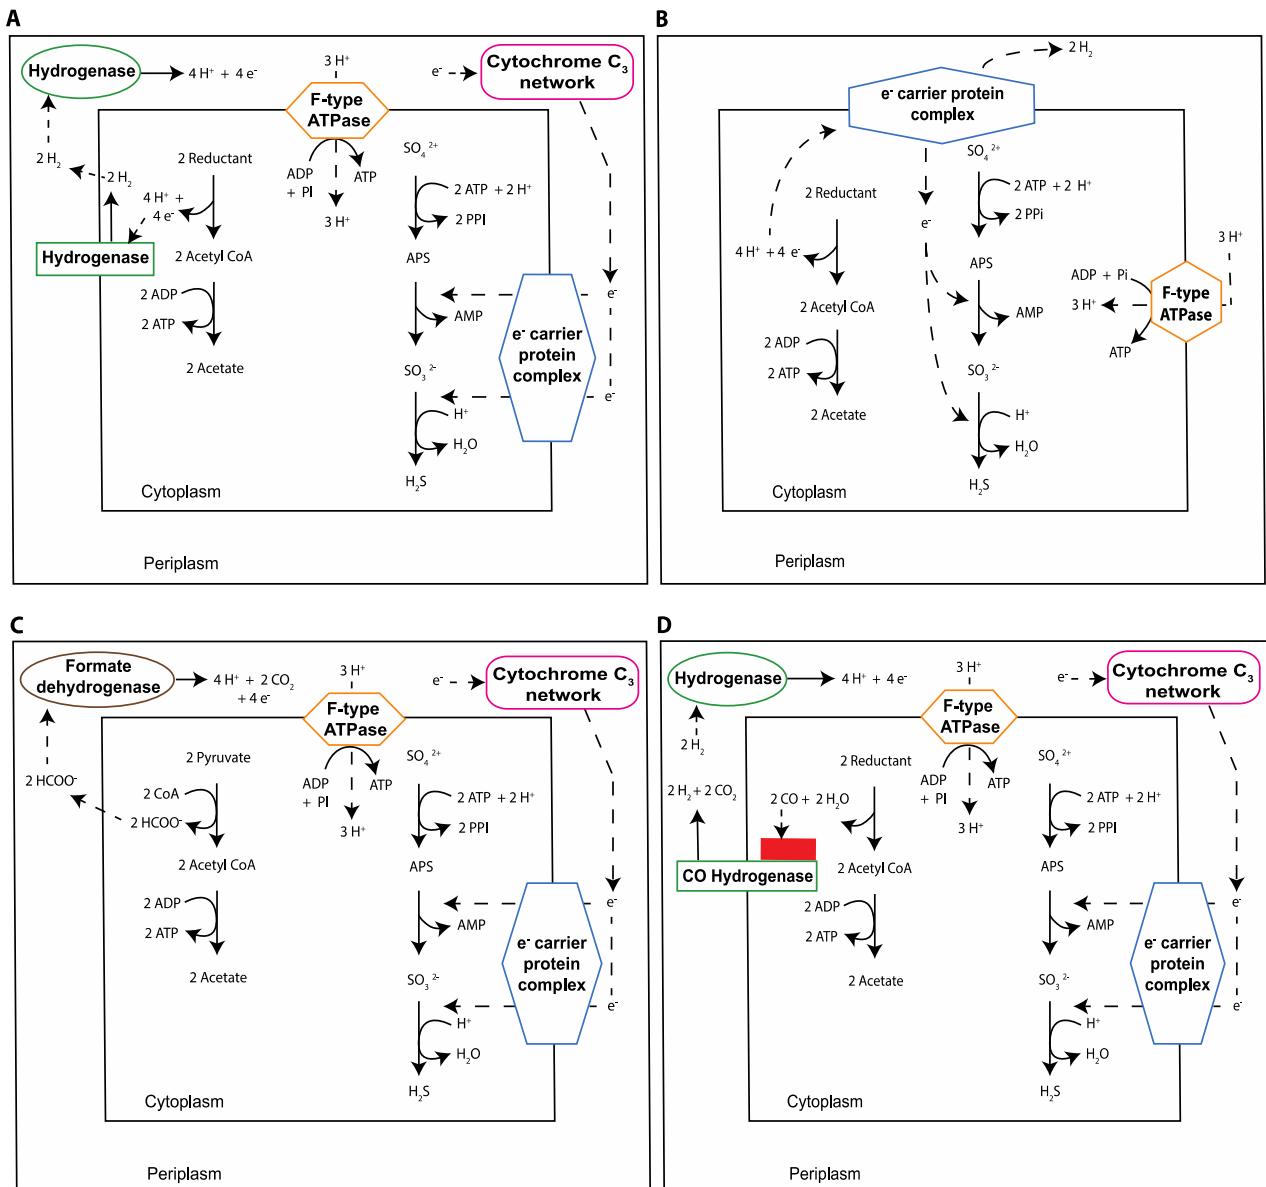 A
Hydrogenase
4 H⁺ + 4 e⁻
3 H⁺
e⁻
Cytochrome C₃
network
F-type
ATPase
2 H₂
2 H₂
2 Reductant
4 H⁺ +
4 e⁻
Hydrogenase
2 Acetyl CoA
2 ADP
2 ATP
2 Acetate
ADP
+ PI
ATP
3 H⁺
SO₄ ²⁺
2 ATP + 2 H⁺
2 PPI
APS
AMP
e⁻
SO₃ ²⁻
e⁻
H⁺
H₂O
H₂S
e⁻ carrier
protein
complex
Cytoplasm
Periplasm
B
2 H₂
e⁻ carrier protein
complex
2 Reductant
4 H⁺ + 4 e⁻
2 Acetyl CoA
2 ADP
2 ATP
2 Acetate
e⁻
SO₄ ²⁺
2 ATP + 2 H⁺
2 PPi
APS
AMP
SO₃ ²⁻
H⁺
H₂O
H₂S
3 H⁺
ADP + Pi
3 H⁺
F-type
ATPase
ATP
Cytoplasm
Periplasm
C
Formate
dehydrogenase
4 H⁺ + 2 CO₂
+ 4 e⁻
3 H⁺
e⁻
Cytochrome C₃
network
F-type
ATPase
2 HCOO⁻
2 Pyruvate
2 CoA
2 HCOO⁻
2 Acetyl CoA
2 ADP
2 ATP
2 Acetate
ADP
+ PI
ATP
3 H⁺
SO₄ ²⁺
2 ATP + 2 H⁺
2 PPI
APS
AMP
e⁻
SO₃ ²⁻
e⁻
H⁺
H₂O
H₂S
e⁻ carrier
protein
complex
Cytoplasm
Periplasm
D
Hydrogenase
4 H⁺ + 4 e⁻
3 H⁺
e⁻
Cytochrome C₃
network
F-type
ATPase
2 H₂
2 H₂ + 2 CO₂
2 Reductant
2 CO + 2 H₂O
CO Hydrogenase
2 Acetyl CoA
2 ADP
2 ATP
2 Acetate
ADP
+ PI
ATP
3 H⁺
SO₄ ²⁺
2 ATP + 2 H⁺
2 PPI
APS
AMP
e⁻
SO₃ ²⁻
e⁻
H⁺
H₂O
H₂S
e⁻ carrier
protein
complex
Cytoplasm
Periplasm